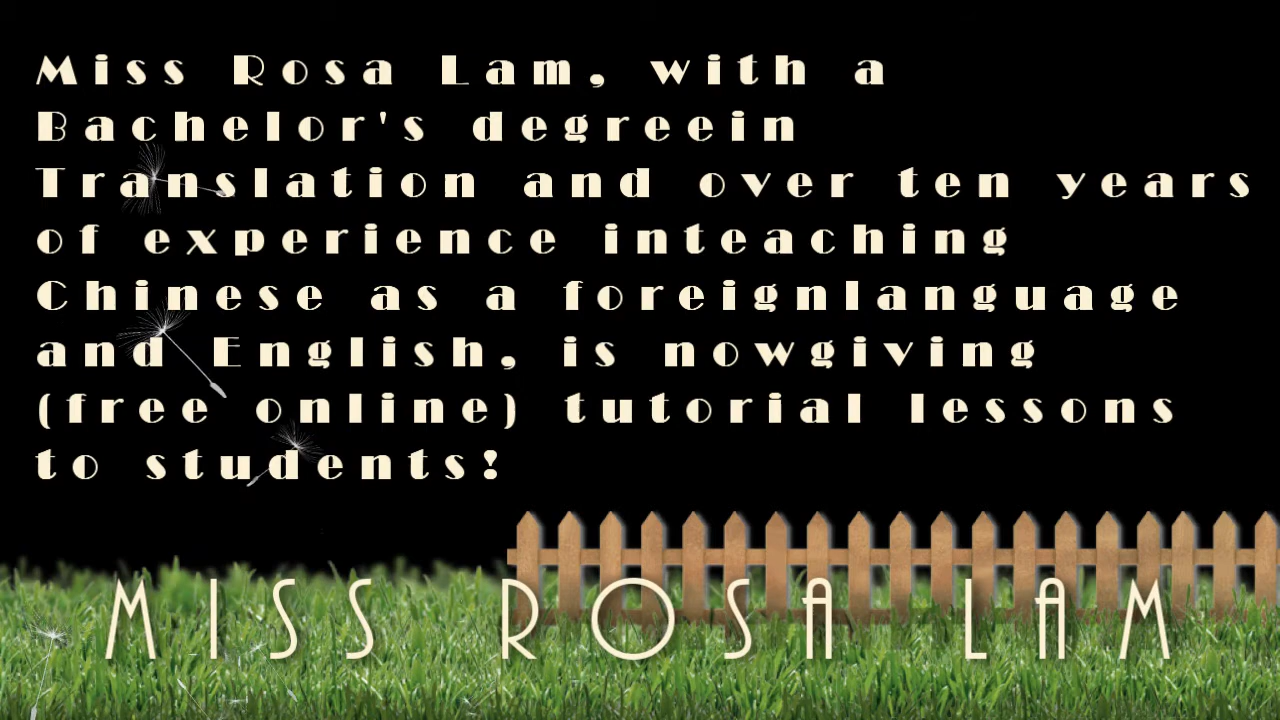 Miss Rosa Lam, with a
Bachelor's degreein
Translation and over ten years
of experience inteaching
Chinese as a foreignlanguage
and English, is nowgiving
(free online) tutorial lessons
to students!
MISS ROSA LAM